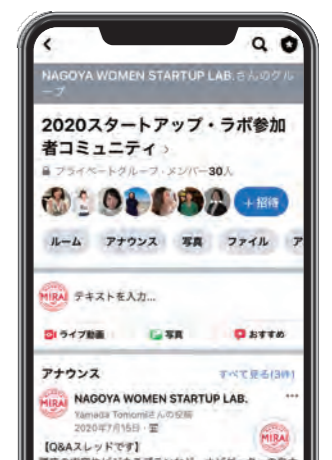 NAGOYA WOMEN STARTUP LAB.さんのグル
ープ
2020スタートアップ・ラボ参加
者コミュニティ >
プライベートグループ・メンバー30人
+招待
ルーム アナウンス 写真 ファイル ア
MIRAI テキストを入力...
ライブ動画 写真 おすすめ
アナウンス すべて見る(3件)
MIRAI NAGOYA WOMEN STARTUP LAB. ...
Yamada Tomomiさんの投稿
2020年7月15日・
MIRAI
【Q&Aスレッドです】